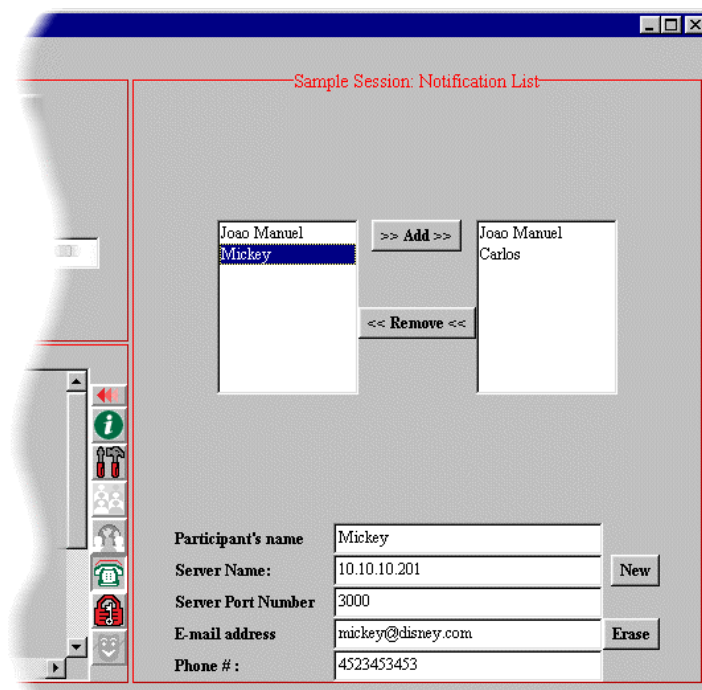 Sample Session: Notification List
Joao Manuel
Mickey
>> Add >>
<< Remove <<
Joao Manuel
Carlos
Participant's name
Mickey
Server Name:
10.10.10.201
New
Server Port Number
3000
E-mail address
mickey@disney.com
Erase
Phone # :
4523453453